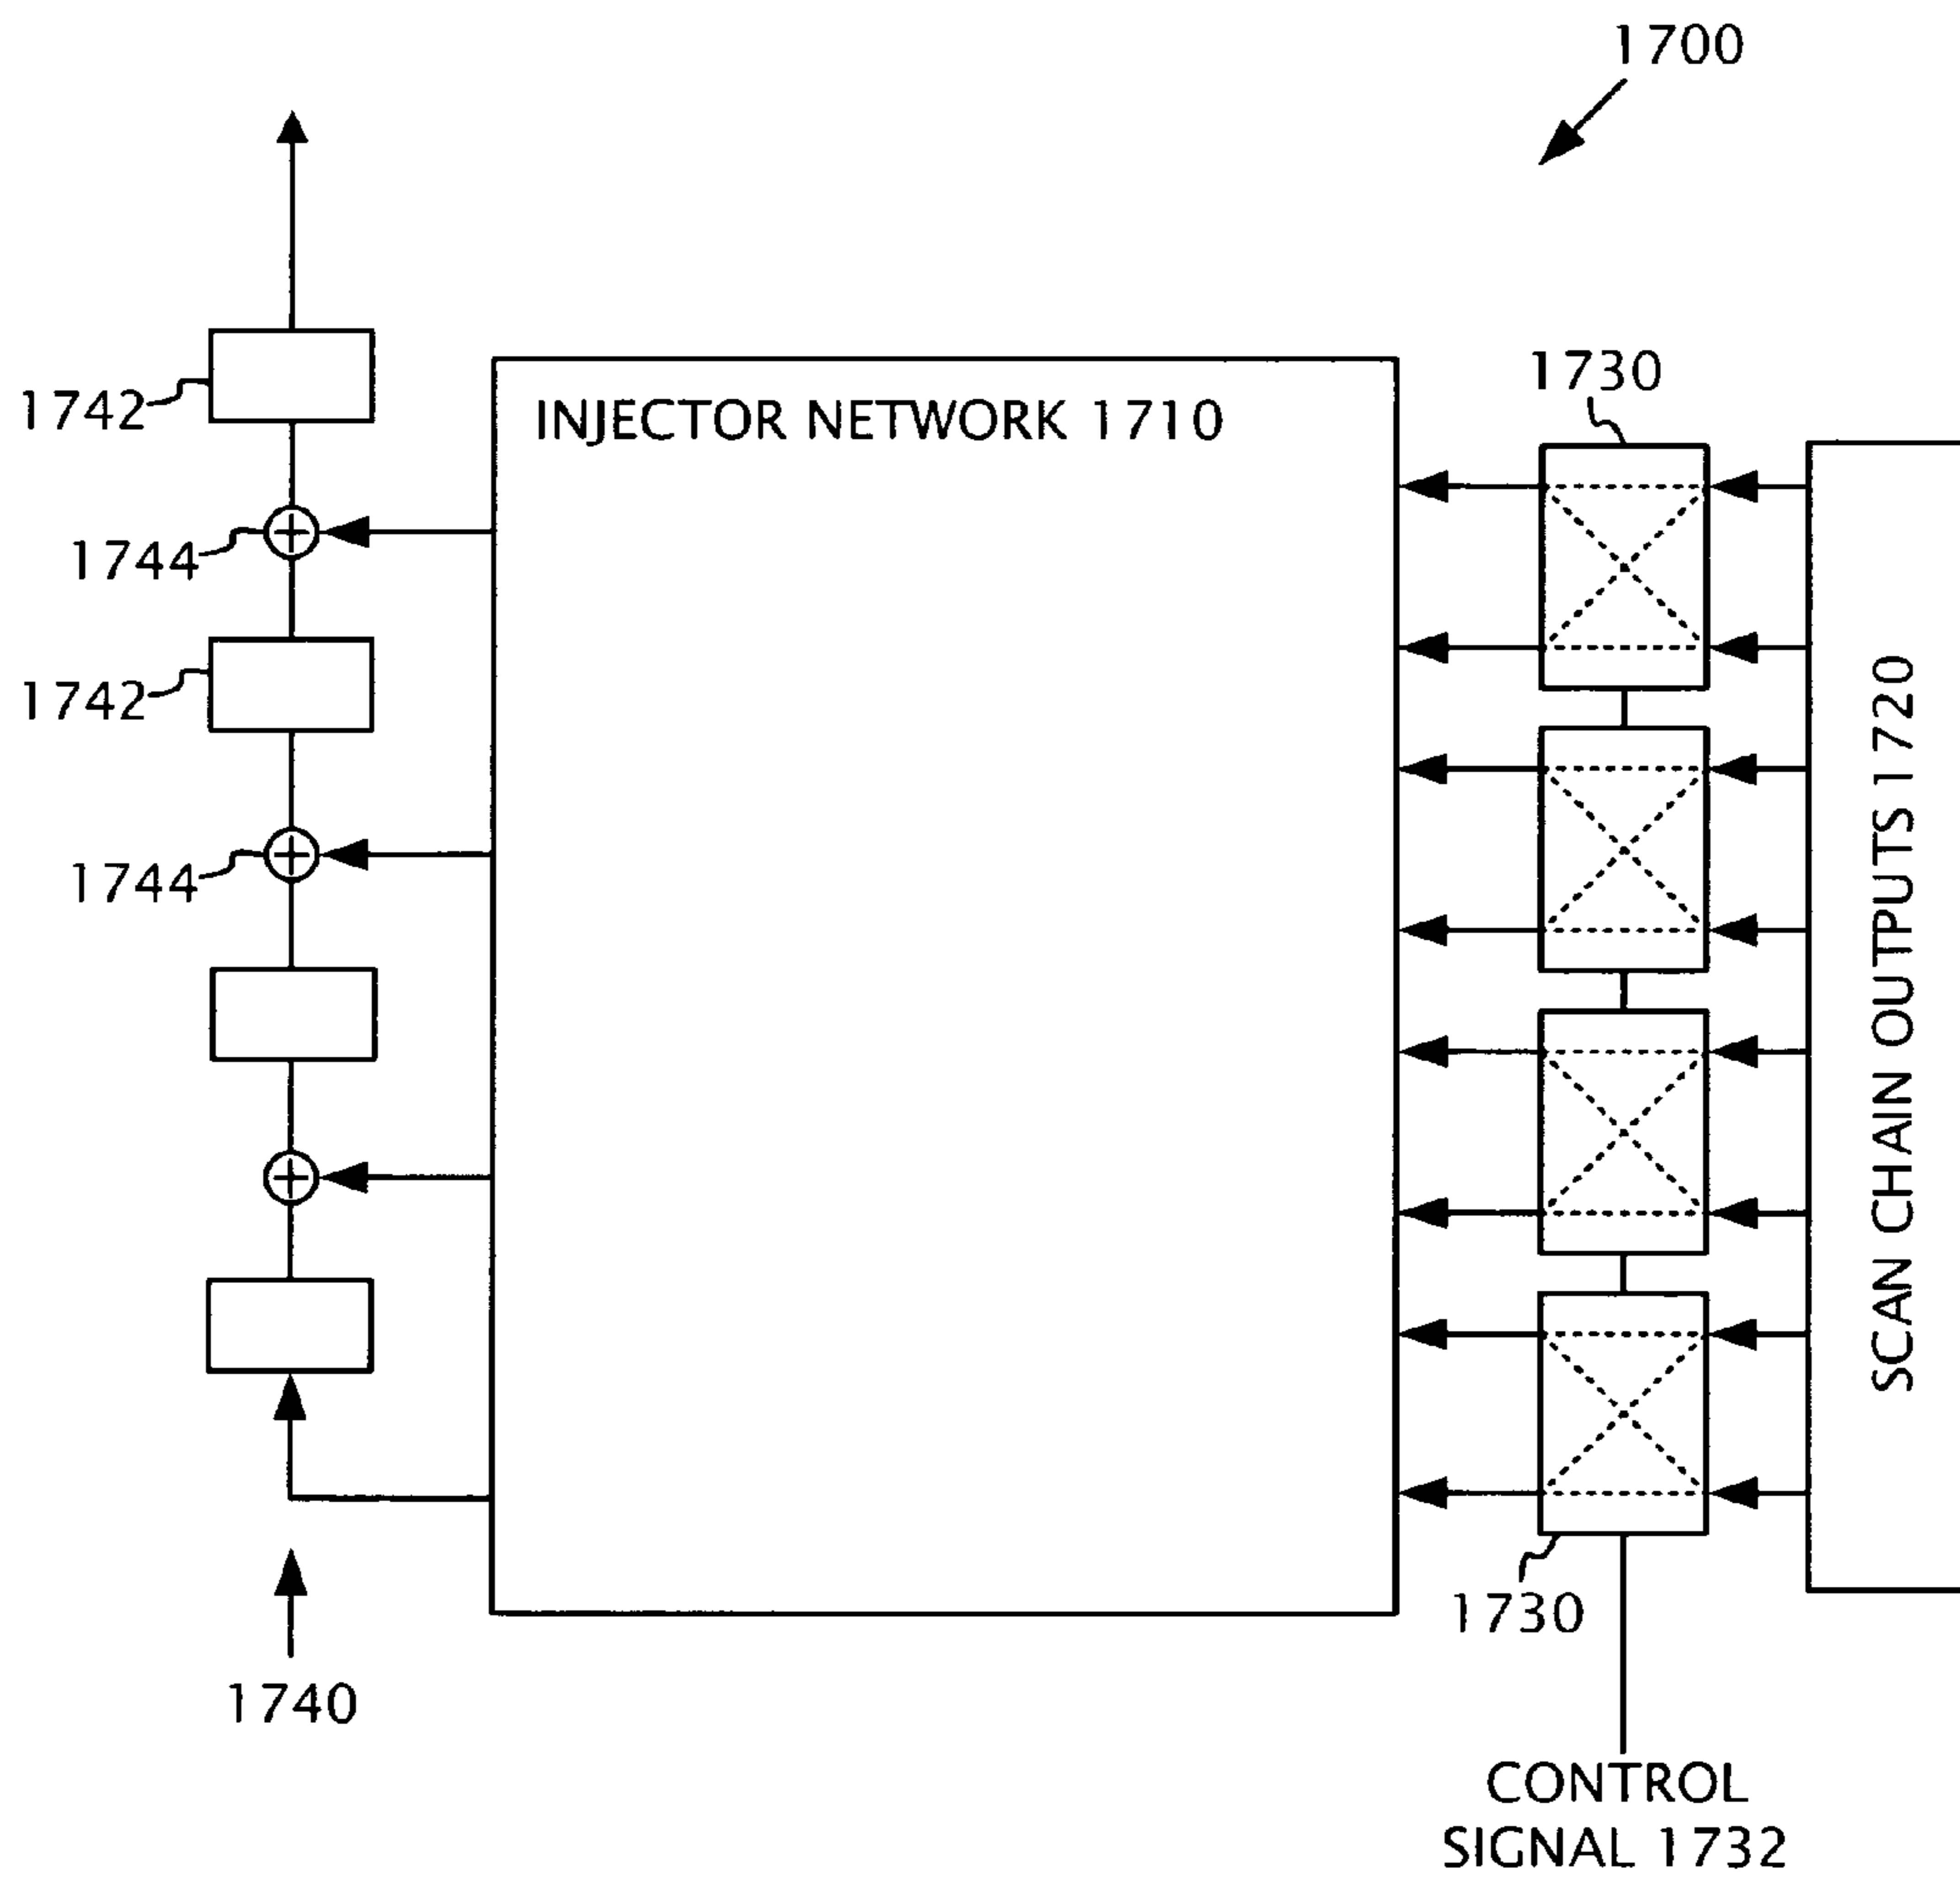 1700
1730
1742
INJECTOR NETWORK 1710
1744
1742
SCAN CHAIN OUTPUTS 1720
1744
1730
1740
CONTROL
SIGNAL 1732